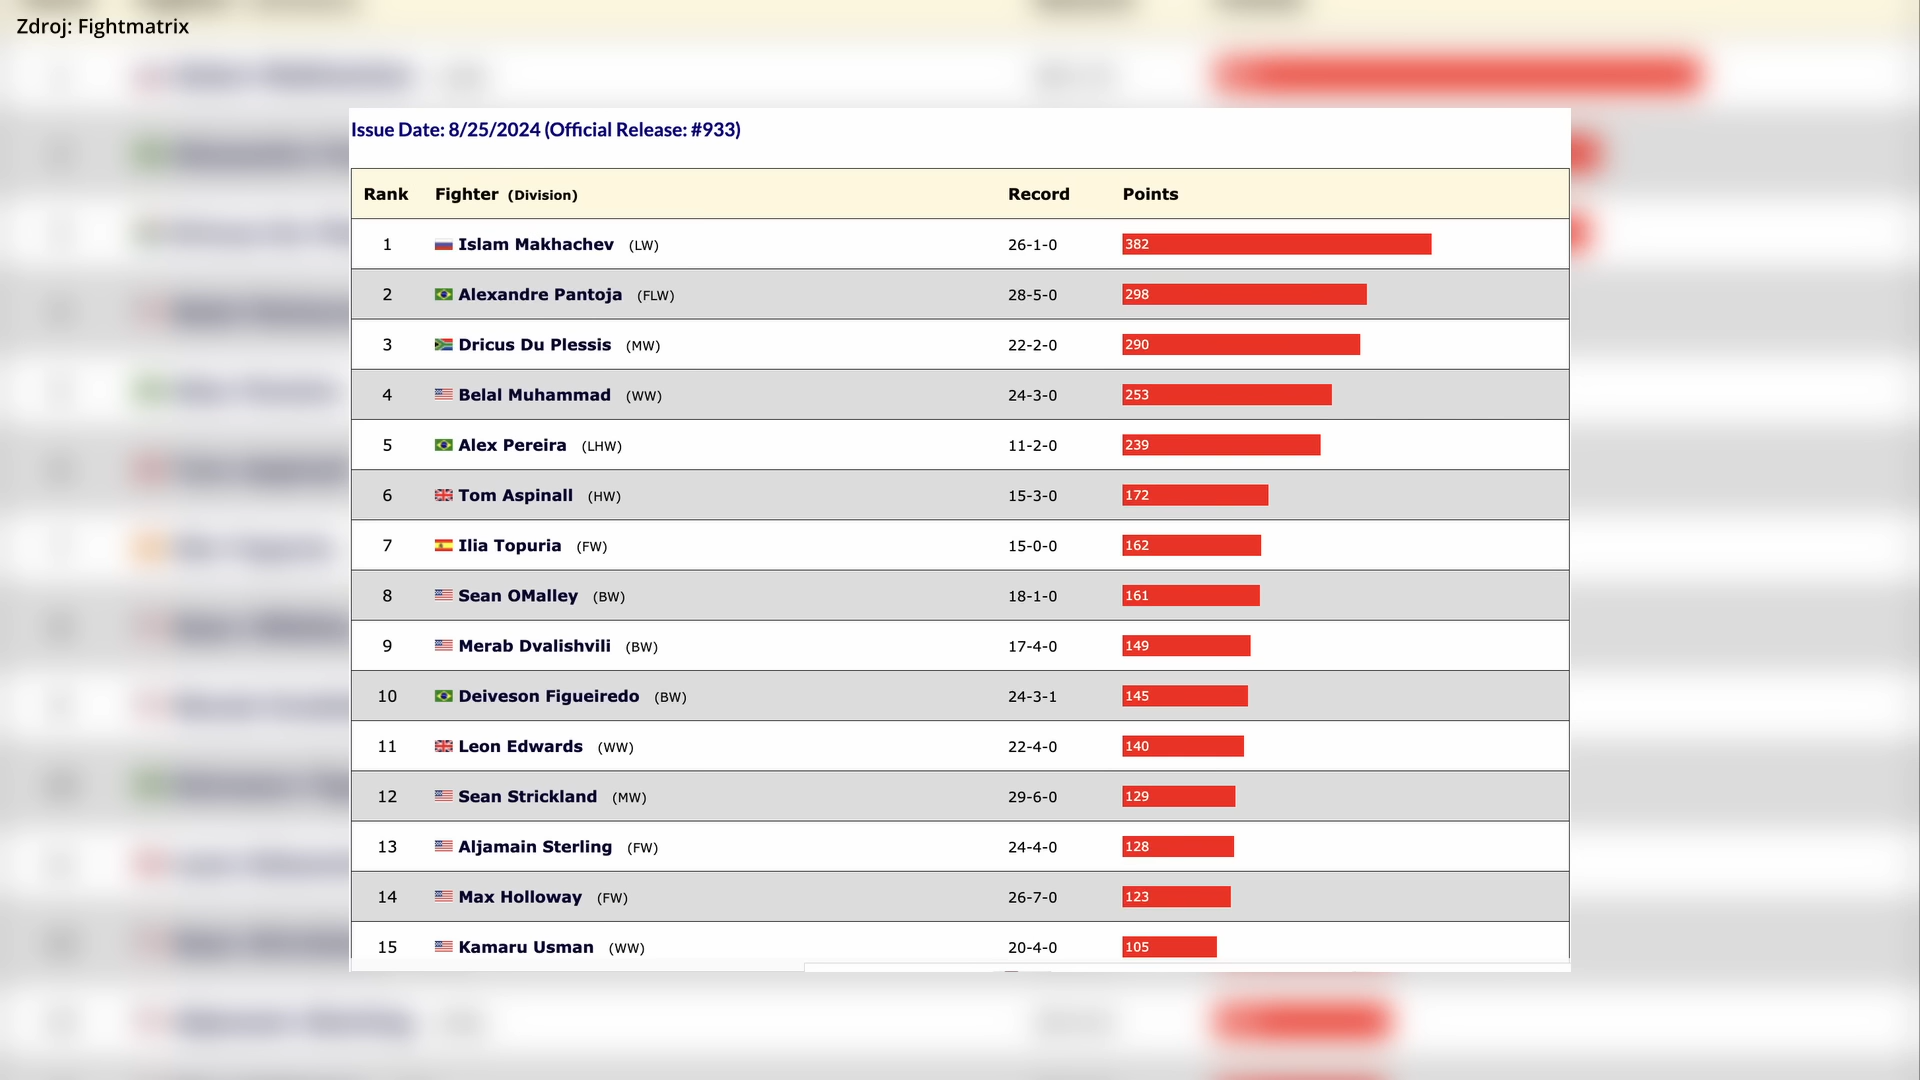 Zdroj: Fightmatrix
Issue Date: 8/25/2024 (Official Release: #933)
Rank Fighter (Division) Record Points
1 Islam Makhachev (LW) 26-1-0 382
2 Alexandre Pantoja (FLW) 28-5-0 298
3 Dricus Du Plessis (MW) 22-2-0 290
4 Belal Muhammad (WW) 24-3-0 253
5 Alex Pereira (LHW) 11-2-0 239
6 Tom Aspinall (HW) 15-3-0 172
7 Ilia Topuria (FW) 15-0-0 162
8 Sean OMalley (BW) 18-1-0 161
9 Merab Dvalishvili (BW) 17-4-0 149
10 Deiveson Figueiredo (BW) 24-3-1 145
11 Leon Edwards (WW) 22-4-0 140
12 Sean Strickland (MW) 29-6-0 129
13 Aljamain Sterling (FW) 24-4-0 128
14 Max Holloway (FW) 26-7-0 123
15 Kamaru Usman (WW) 20-4-0 105